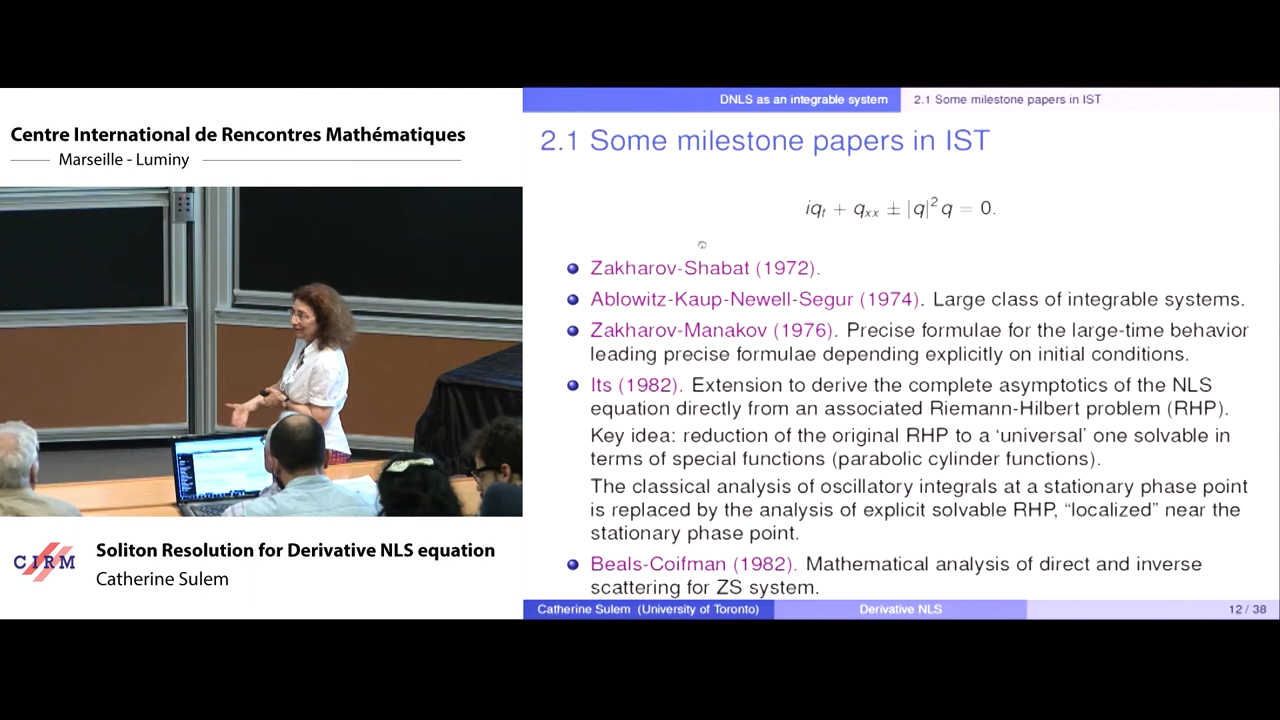 Centre International de Rencontres Mathématiques
Marseille - Luminy
CIRM
Soliton Resolution for Derivative NLS equation
Catherine Sulem
DNLS as an integrable system
2.1 Some milestone papers in IST
2.1 Some milestone papers in IST
iqₜ + qₓₓ ± |q|²q = 0.
Zakharov-Shabat (1972).
Ablowitz-Kaup-Newell-Segur (1974). Large class of integrable systems.
Zakharov-Manakov (1976). Precise formulae for the large-time behavior
leading precise formulae depending explicitly on initial conditions.
Its (1982). Extension to derive the complete asymptotics of the NLS
equation directly from an associated Riemann-Hilbert problem (RHP).
Key idea: reduction of the original RHP to a ‘universal’ one solvable in
terms of special functions (parabolic cylinder functions).
The classical analysis of oscillatory integrals at a stationary phase point
is replaced by the analysis of explicit solvable RHP, “localized” near the
stationary phase point.
Beals-Coifman (1982). Mathematical analysis of direct and inverse
scattering for ZS system.
Catherine Sulem (University of Toronto)
Derivative NLS
12 / 38